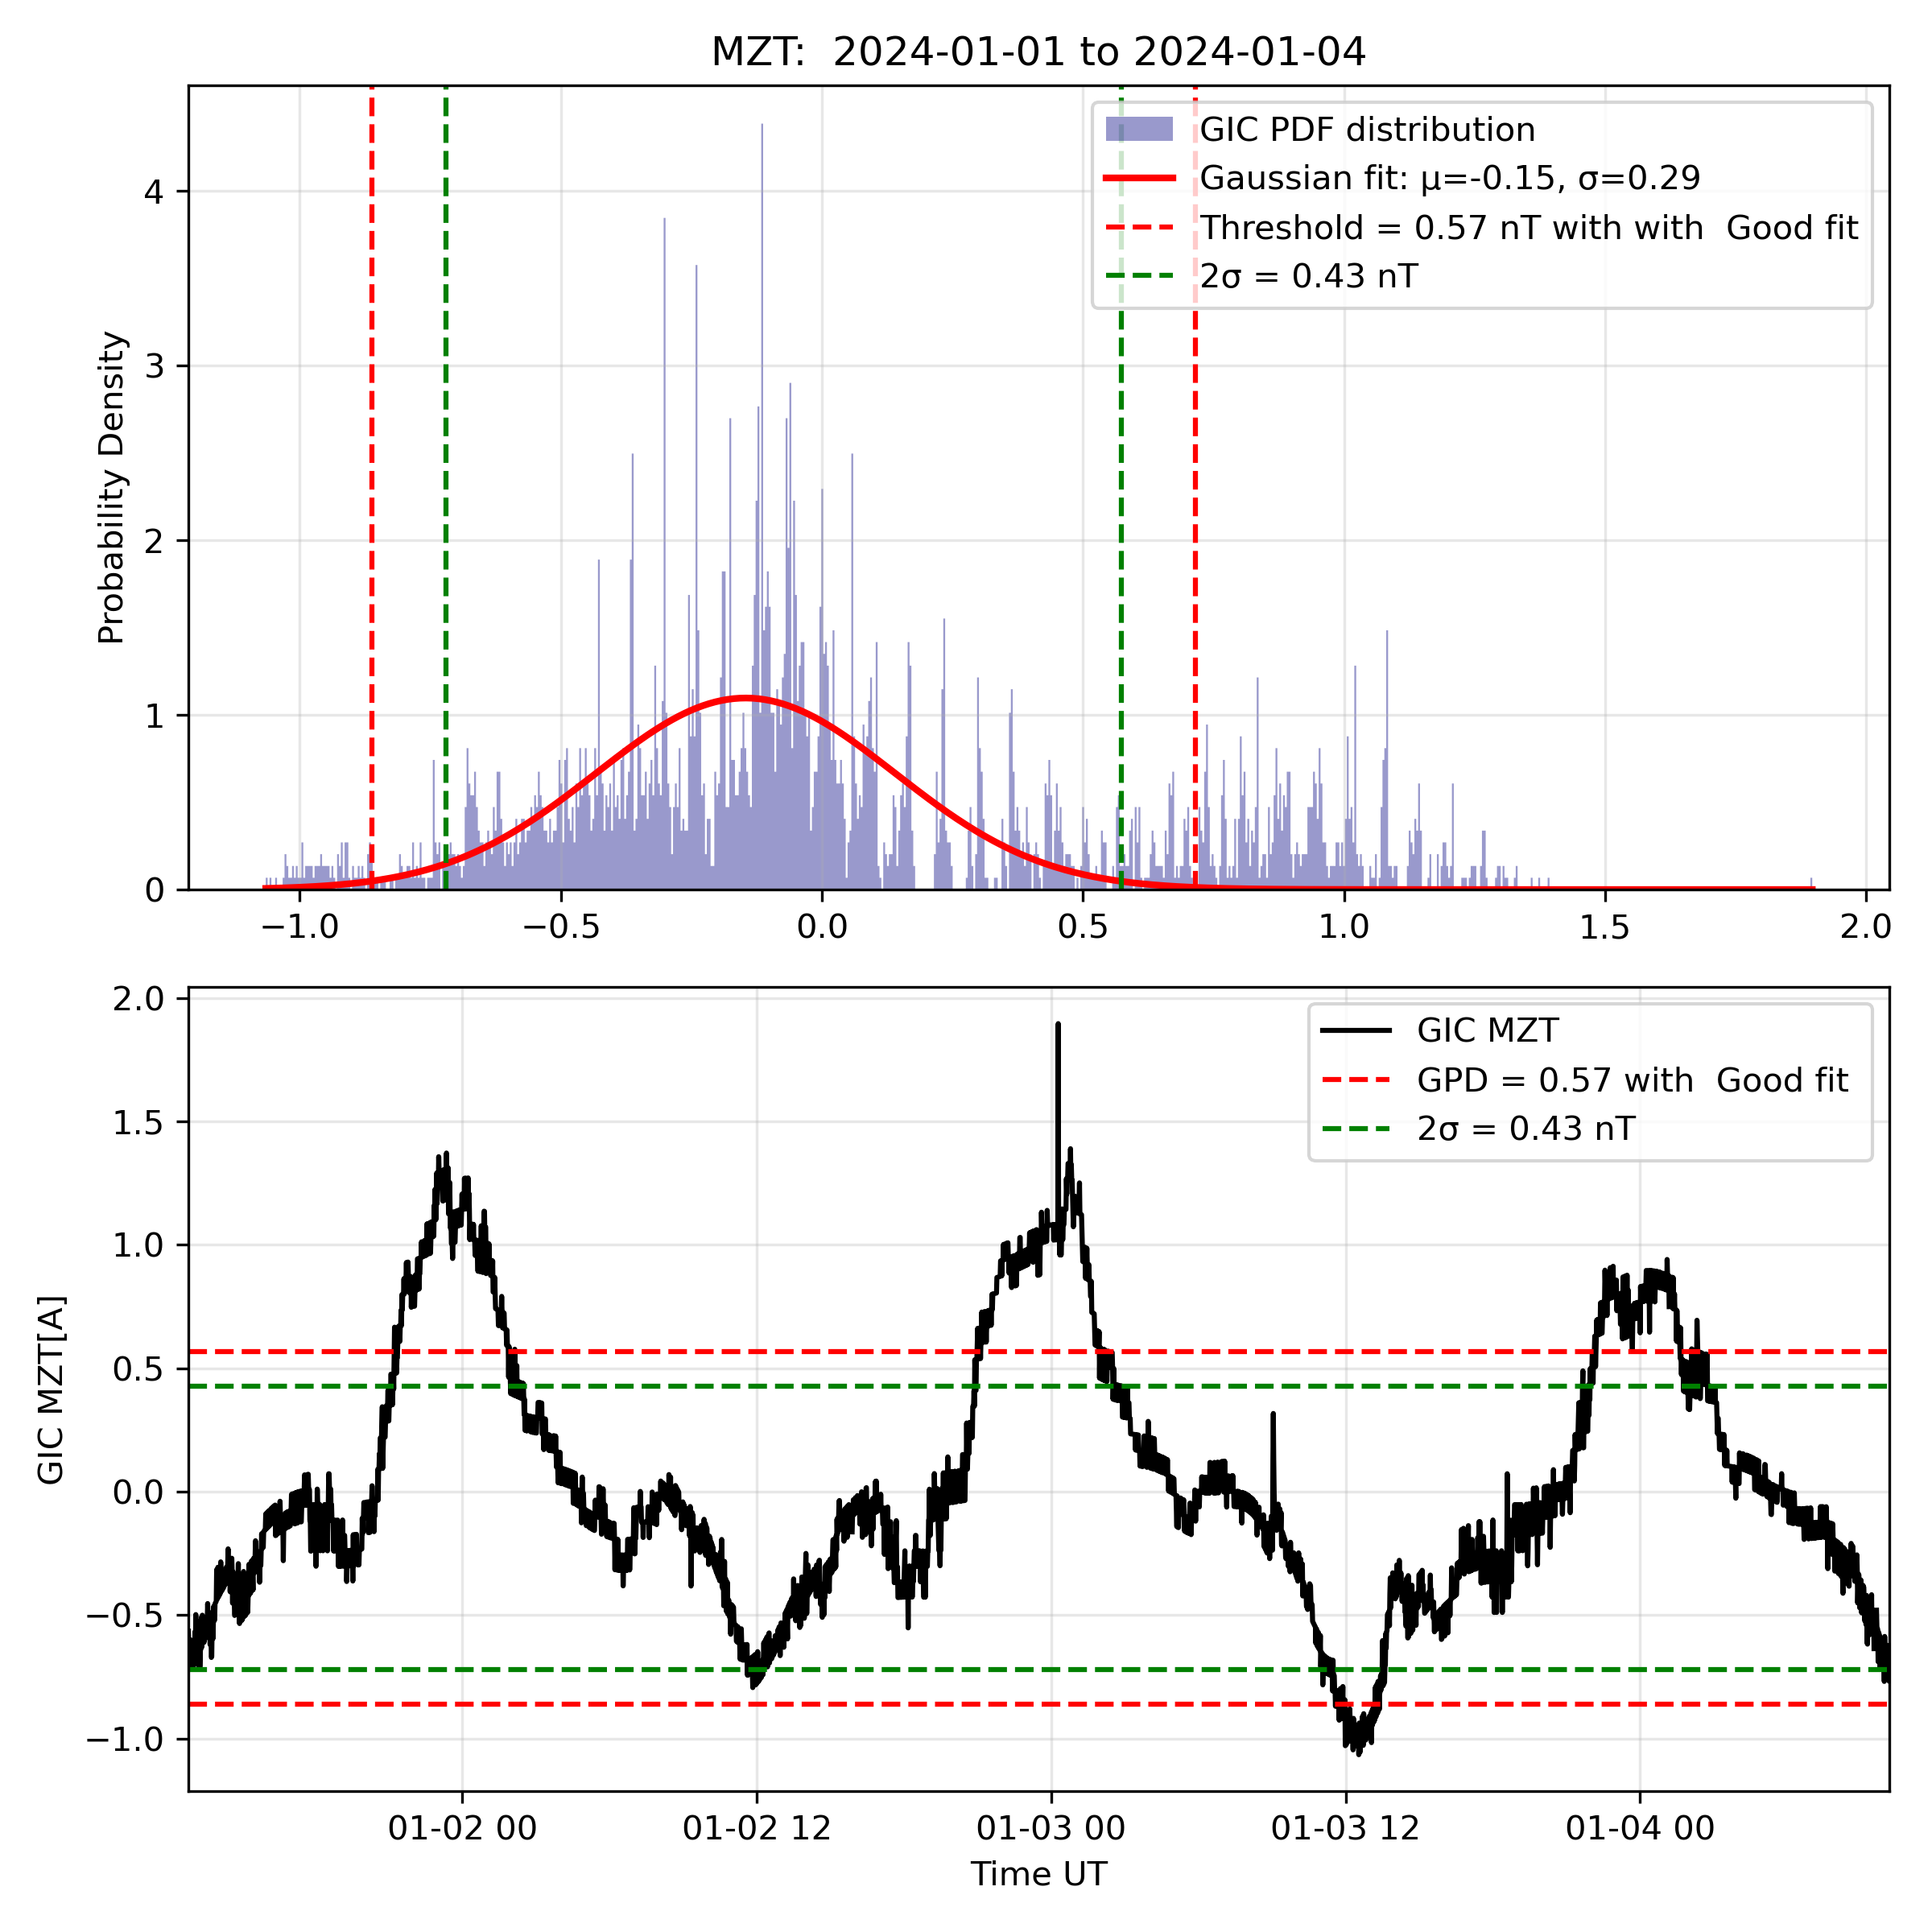 MZT:  2024-01-01 to 2024-01-04
GIC PDF distribution
Gaussian fit: μ=-0.15, σ=0.29
Threshold = 0.57 nT with with  Good fit
2σ = 0.43 nT
Probability Density
4
3
2
1
0
−1.0
−0.5
0.0
0.5
1.0
1.5
2.0
GIC MZT
GPD = 0.57 with  Good fit
2σ = 0.43 nT
GIC MZT[A]
2.0
1.5
1.0
0.5
0.0
−0.5
−1.0
01-02 00
01-02 12
01-03 00
01-03 12
01-04 00
Time UT